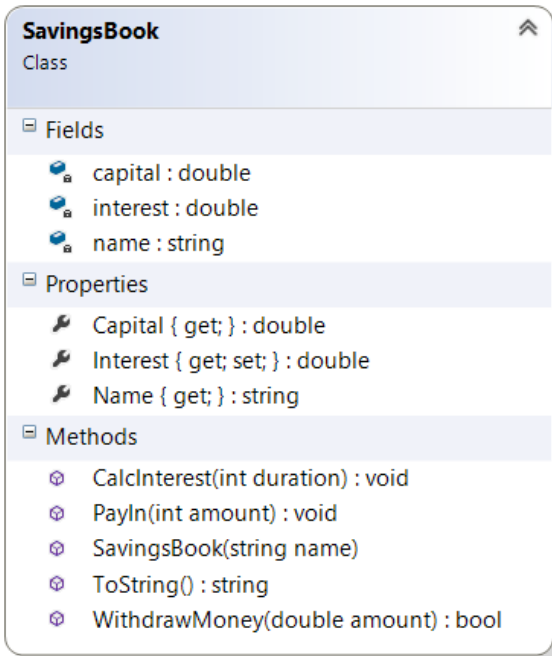 SavingsBook
Class
Fields
capital : double
interest : double
name : string
Properties
Capital { get; } : double
Interest { get; set; } : double
Name { get; } : string
Methods
CalcInterest(int duration) : void
PayIn(int amount) : void
SavingsBook(string name)
ToString() : string
WithdrawMoney(double amount) : bool